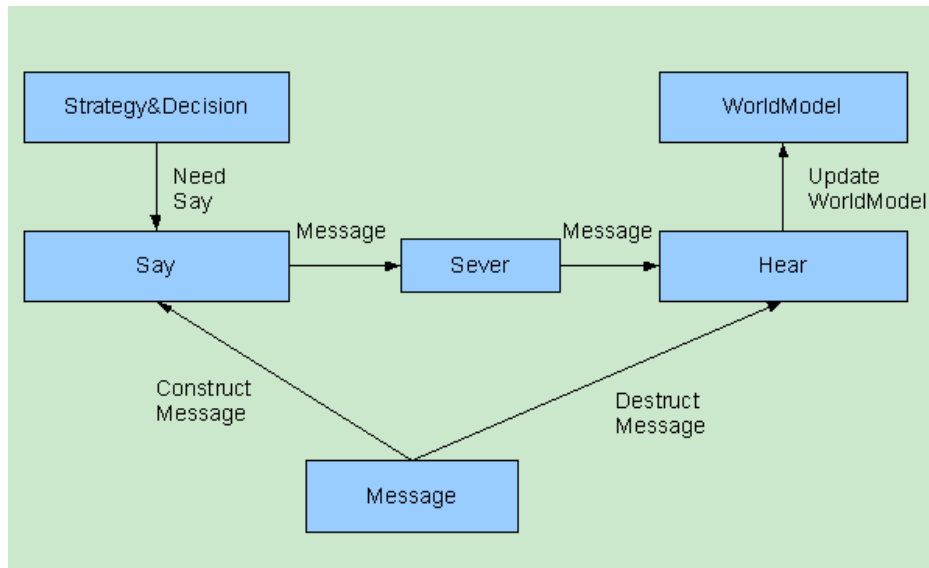 Strategy&Decision
WorldModel
Need
Say
Update
WorldModel
Message
Message
Say
Sever
Hear
Construct
Message
Destruct
Message
Message